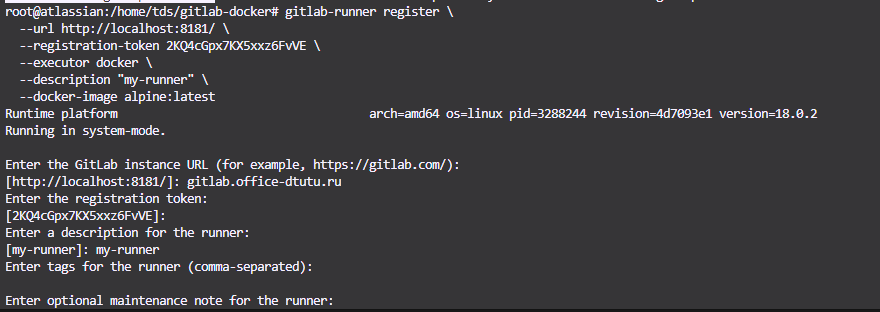 root@atlassian:/home/tds/gitlab-docker# gitlab-runner register \
  --url http://localhost:8181/ \
  --registration-token 2KQ4cGpx7KX5xxz6FvVE \
  --executor docker \
  --description "my-runner" \
  --docker-image alpine:latest
Runtime platform                                    arch=amd64 os=linux pid=3288244 revision=4d7093e1 version=18.0.2
Running in system-mode.

Enter the GitLab instance URL (for example, https://gitlab.com/):
[http://localhost:8181/]: gitlab.office-dtutu.ru
Enter the registration token:
[2KQ4cGpx7KX5xxz6FvVE]:
Enter a description for the runner:
[my-runner]: my-runner
Enter tags for the runner (comma-separated):

Enter optional maintenance note for the runner: